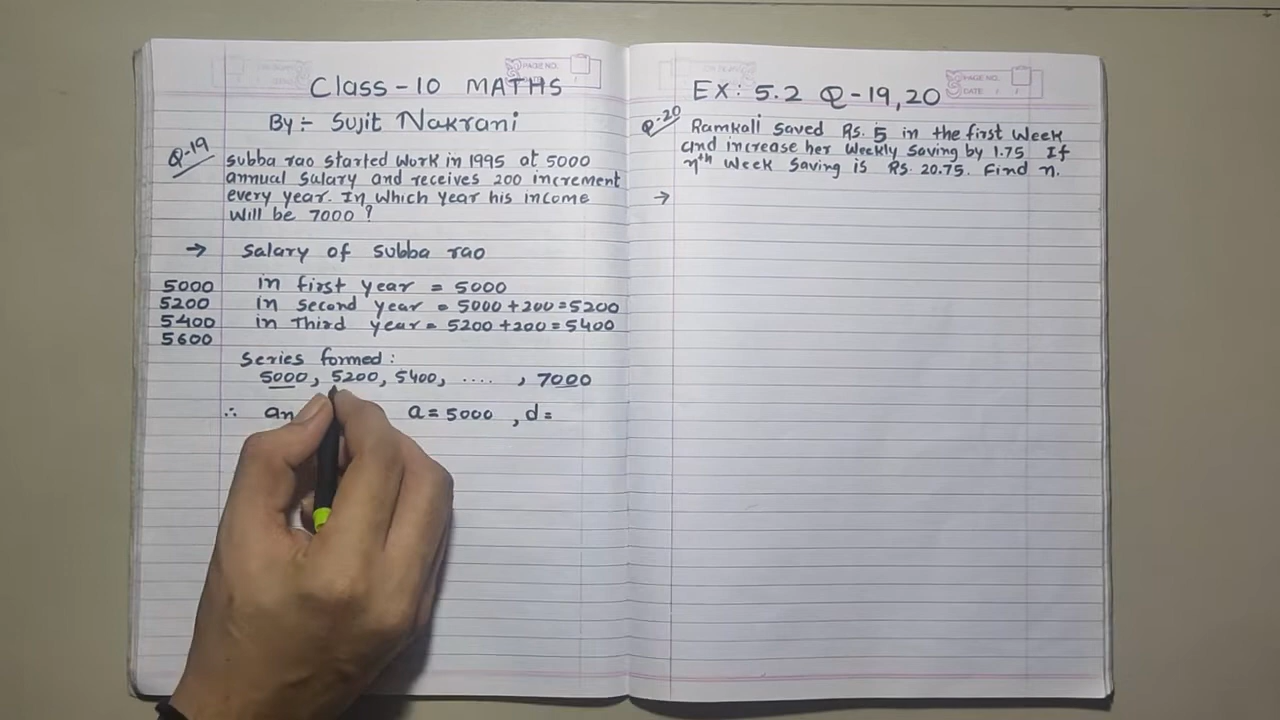 Class-10 MATHS
By:- Sujit Nakrani
Q-19
Subba rao started work in 1995 at 5000
annual salary and receives 200 increment
every year. In which year his income
will be 7000 ?
→ Salary of Subba rao
5000 in first year = 5000
5200 in second year = 5000+200=5200
5400 in third year = 5200+200=5400
5600
Series formed:
5000, 5200, 5400, .... , 7000
∴ an a = 5000 , d =
PAGE NO.
DATE / /
EX: 5.2 Q-19,20
Q-20
Ramkali saved Rs. 5 in the first week
and increase her weekly saving by 1.75 If
nth week saving is Rs. 20.75. Find n.
→